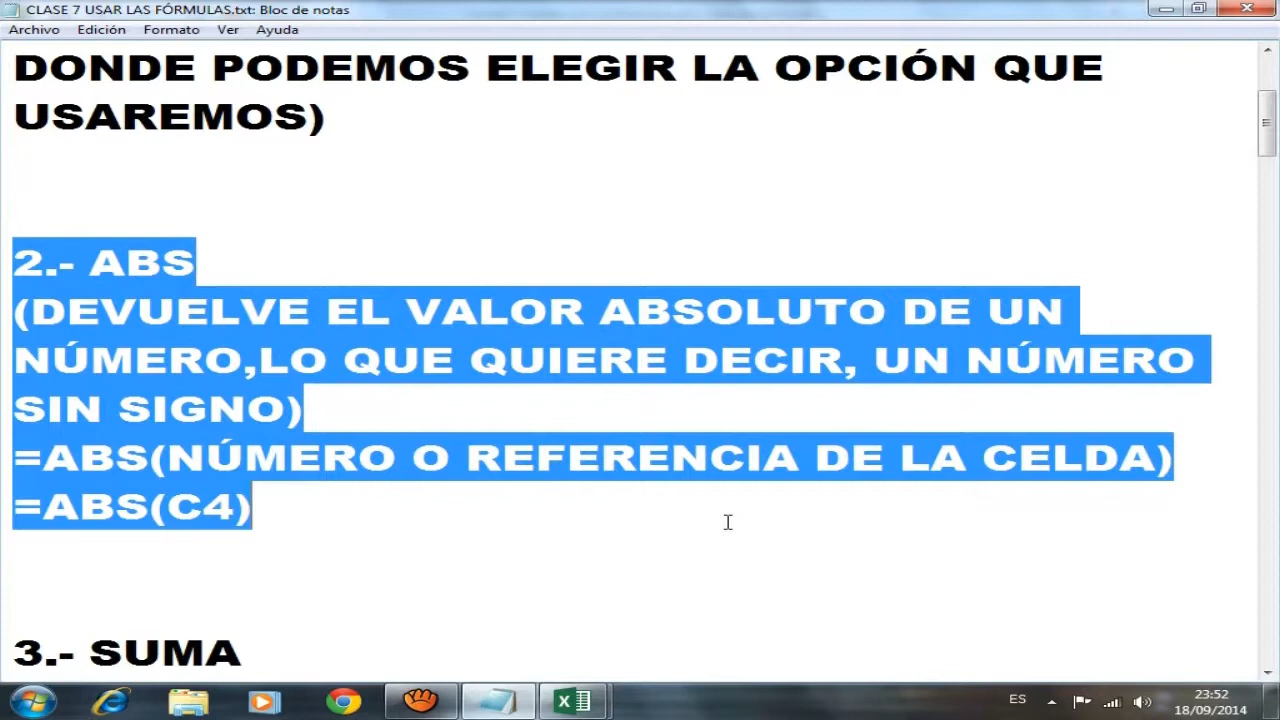 CLASE 7 USAR LAS FÓRMULAS.txt: Bloc de notas
Archivo Edición Formato Ver Ayuda
DONDE PODEMOS ELEGIR LA OPCIÓN QUE
USAREMOS)
2.- ABS
(DEVUELVE EL VALOR ABSOLUTO DE UN
NÚMERO,LO QUE QUIERE DECIR, UN NÚMERO
SIN SIGNO)
=ABS(NÚMERO O REFERENCIA DE LA CELDA)
=ABS(C4)
3.- SUMA
ES
23:52
18/09/2014